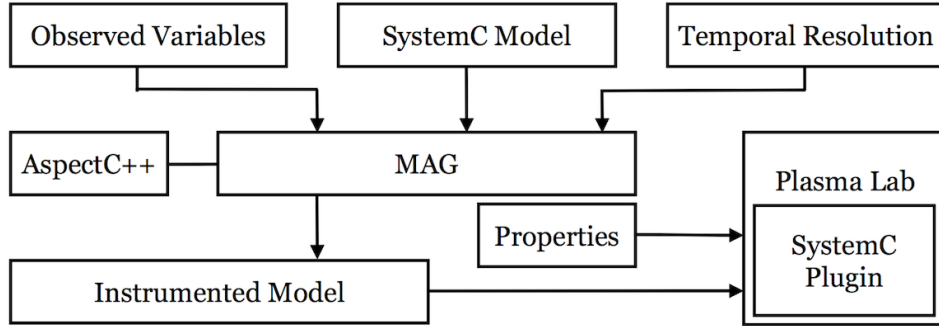 Observed Variables
SystemC Model
Temporal Resolution
AspectC++
MAG
Plasma Lab
Properties
SystemC
Plugin
Instrumented Model